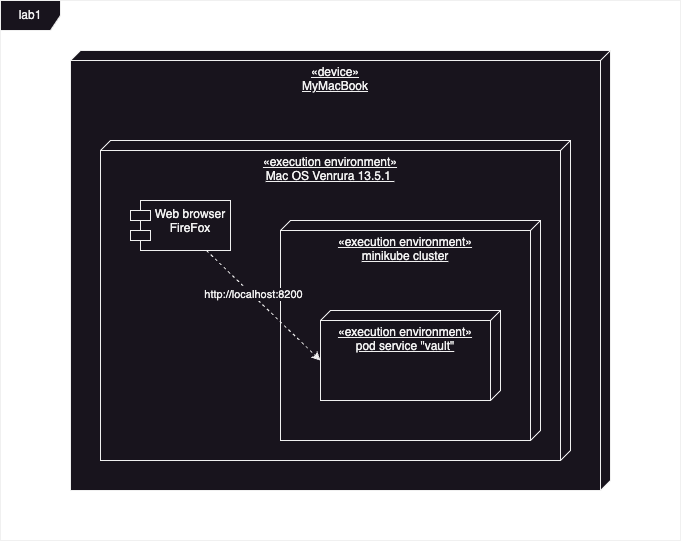 lab1
«device»
MyMacBook
«execution environment»
Mac OS Venrura 13.5.1
Web browser
FireFox
«execution environment»
minikube cluster
http://localhost:8200
«execution environment»
pod service "vault"